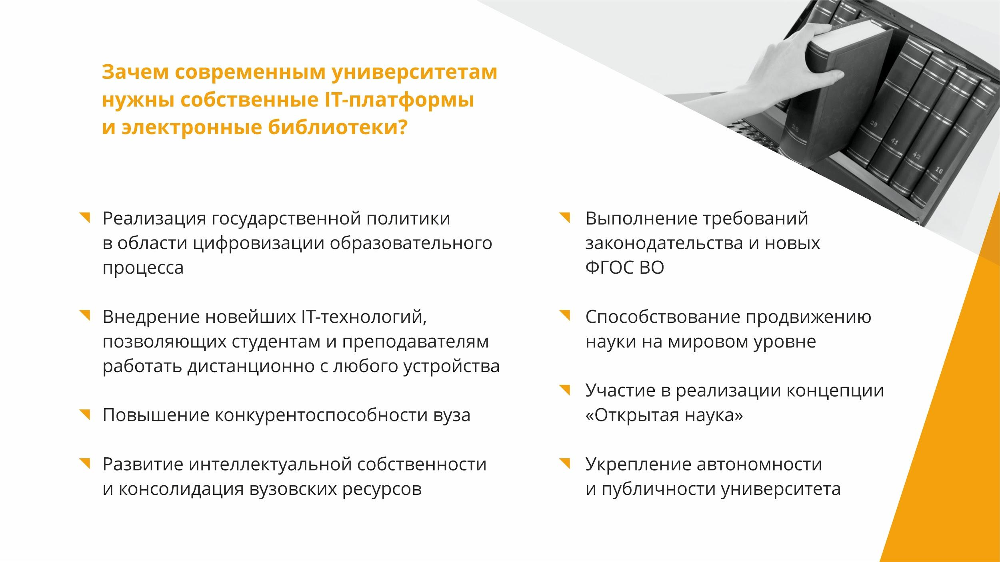 Зачем современным университетам
нужны собственные IT-платформы
и электронные библиотеки?
Реализация государственной политики
в области цифровизации образовательного
процесса
Внедрение новейших IT-технологий,
позволяющих студентам и преподавателям
работать дистанционно с любого устройства
Повышение конкурентоспособности вуза
Развитие интеллектуальной собственности
и консолидация вузовских ресурсов
Выполнение требований
законодательства и новых
ФГОС ВО
Способствование продвижению
науки на мировом уровне
Участие в реализации концепции
«Открытая наука»
Укрепление автономности
и публичности университета
28
29
41
42
16